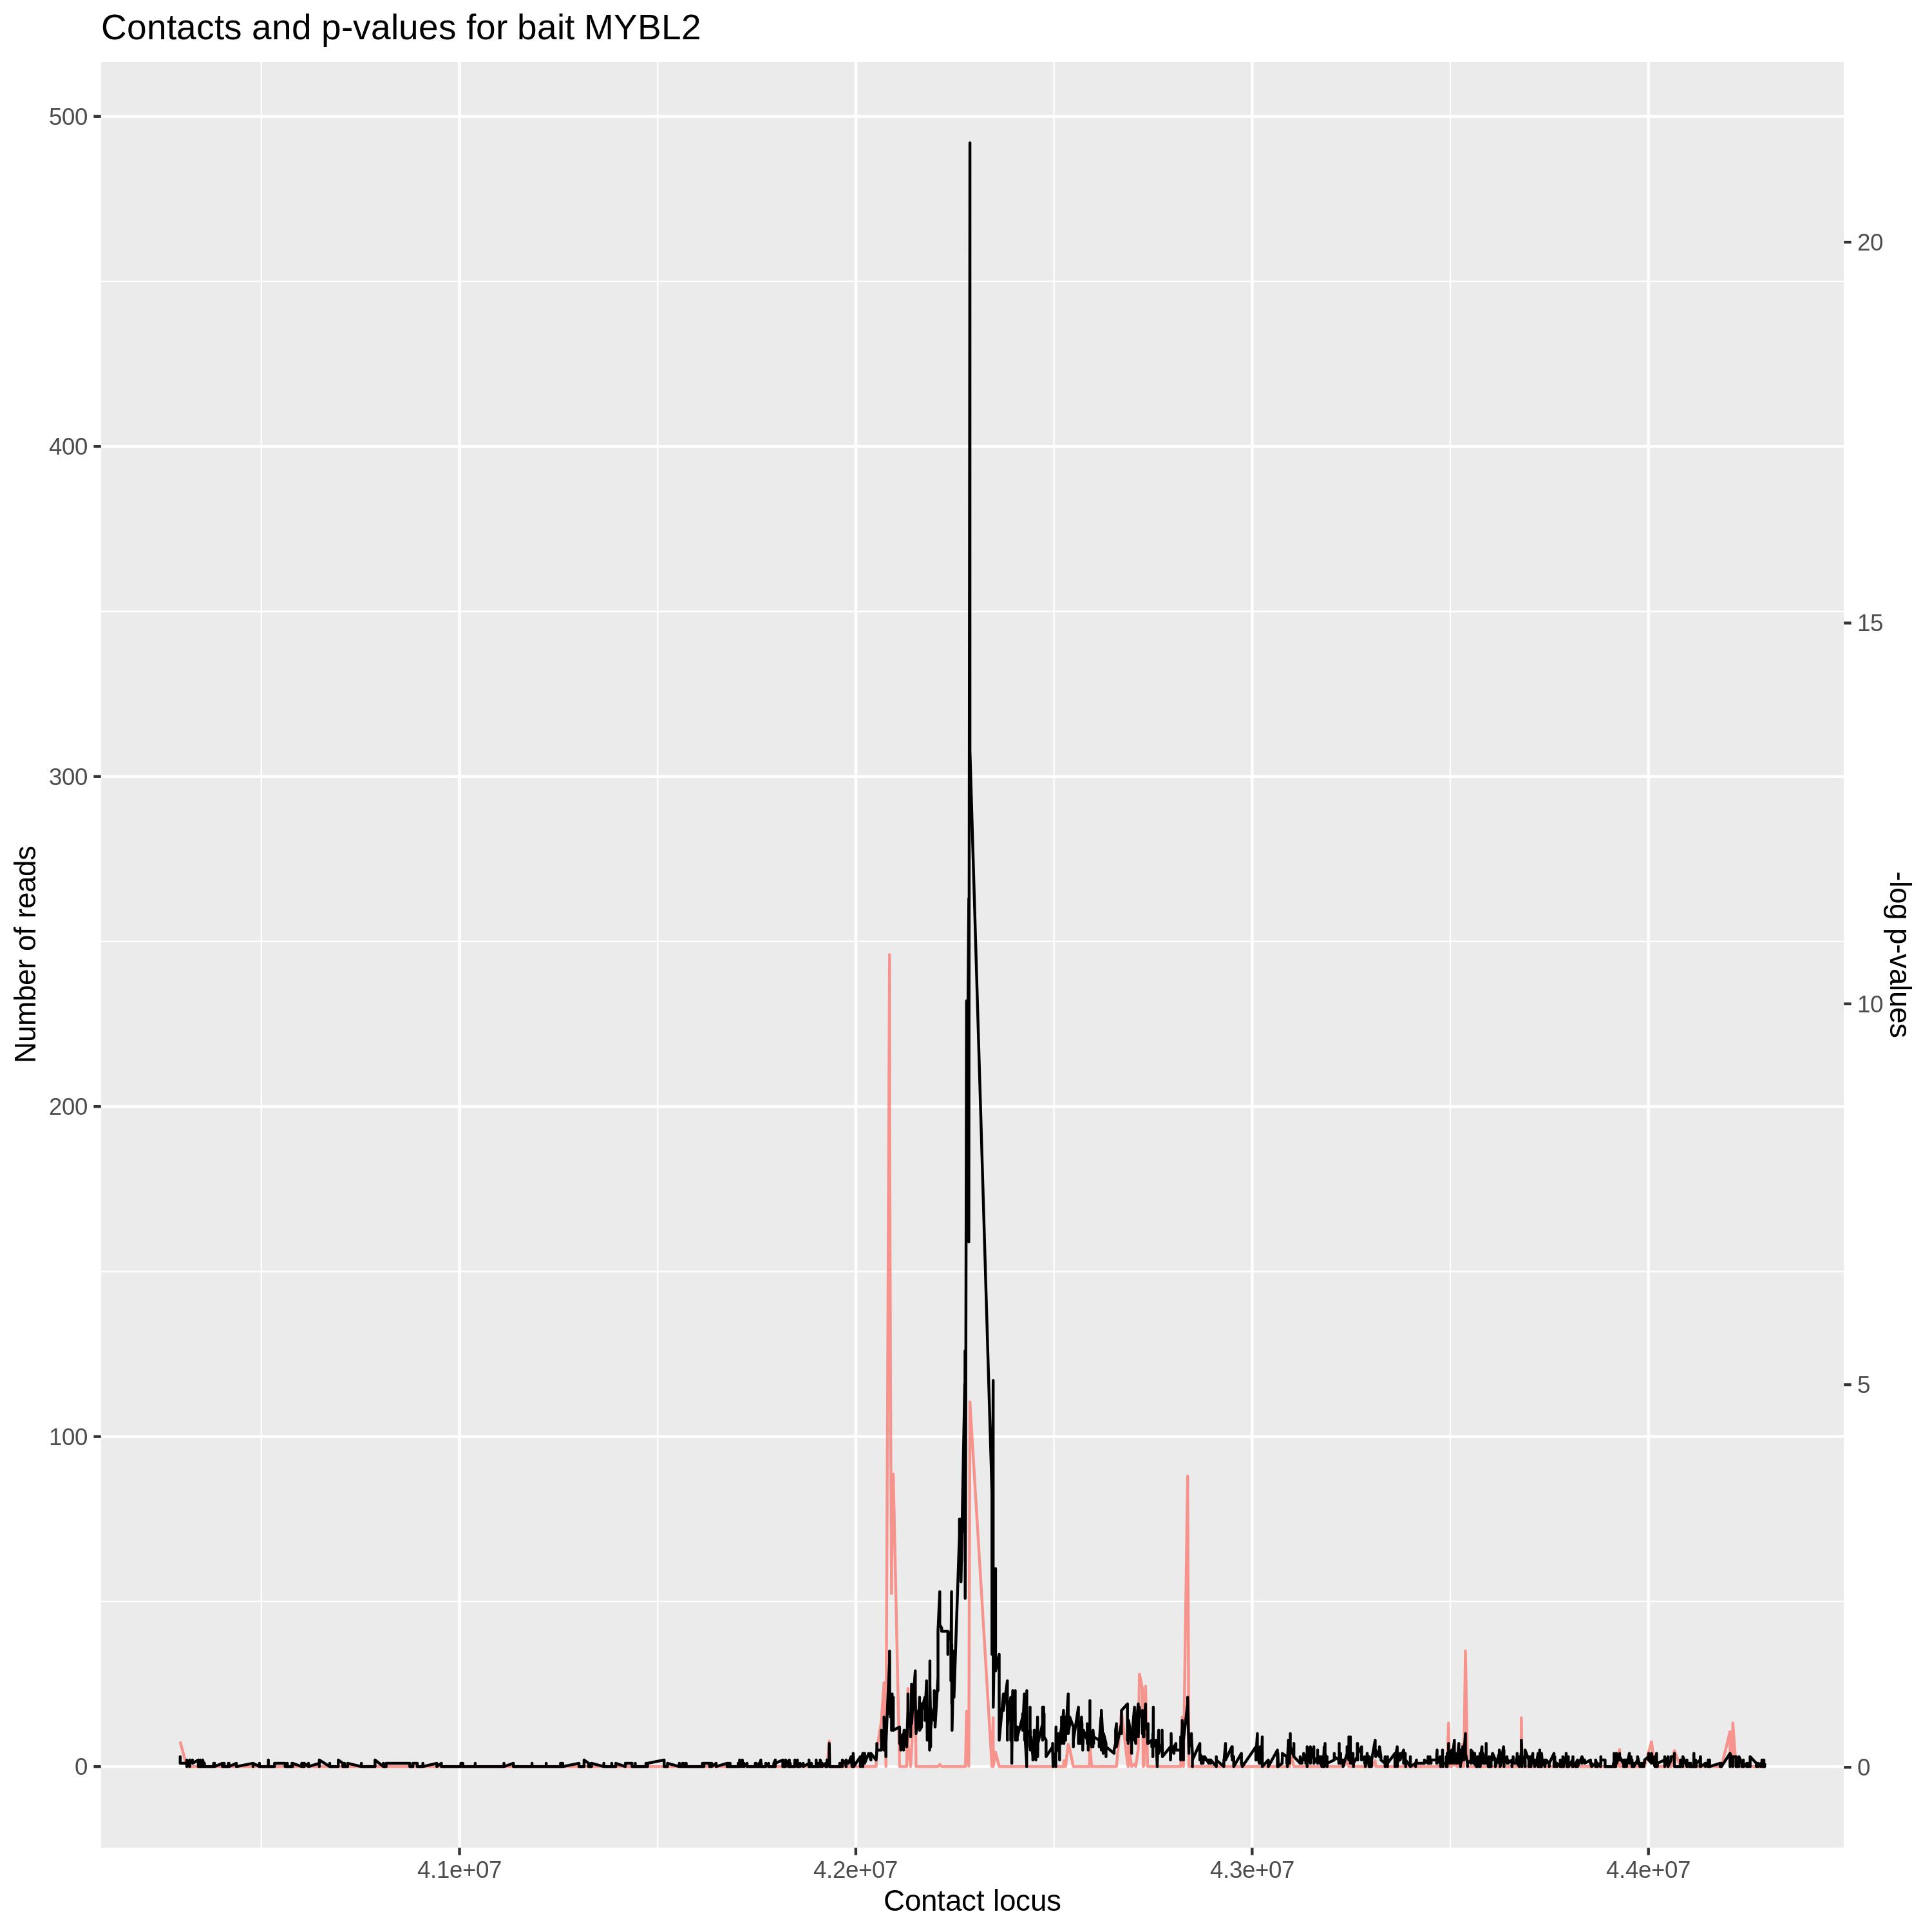 Contacts and p-values for bait MYBL2
500
400
300
200
100
0
Number of reads
20
15
10
5
0
-log p-values
4.1e+07
4.2e+07
4.3e+07
4.4e+07
Contact locus